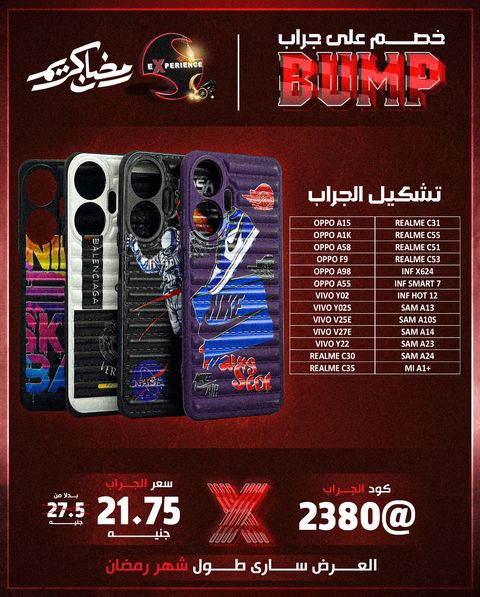 خصم على جراب
BUMP
رمضان كريم
EXPERIENCE
تشكيل الجراب
OPPO A15 REALME C31
OPPO A1K REALME C55
OPPO A58 REALME C51
OPPO F9 REALME C53
OPPO A98 INF X624
OPPO A55 INF SMART 7
VIVO Y02 INF HOT 12
VIVO Y02S SAM A13
VIVO V25E SAM A10S
VIVO V27E SAM A14
VIVO Y22 SAM A23
REALME C30 SAM A24
REALME C35 MI A1+
BALENCIAGA
NASA
NIKE
كود الجراب
2380@
X
سعر الجراب
21.75
جنيه
بدلا من
27.5
جنيه
العرض سارى طول شهر رمضان